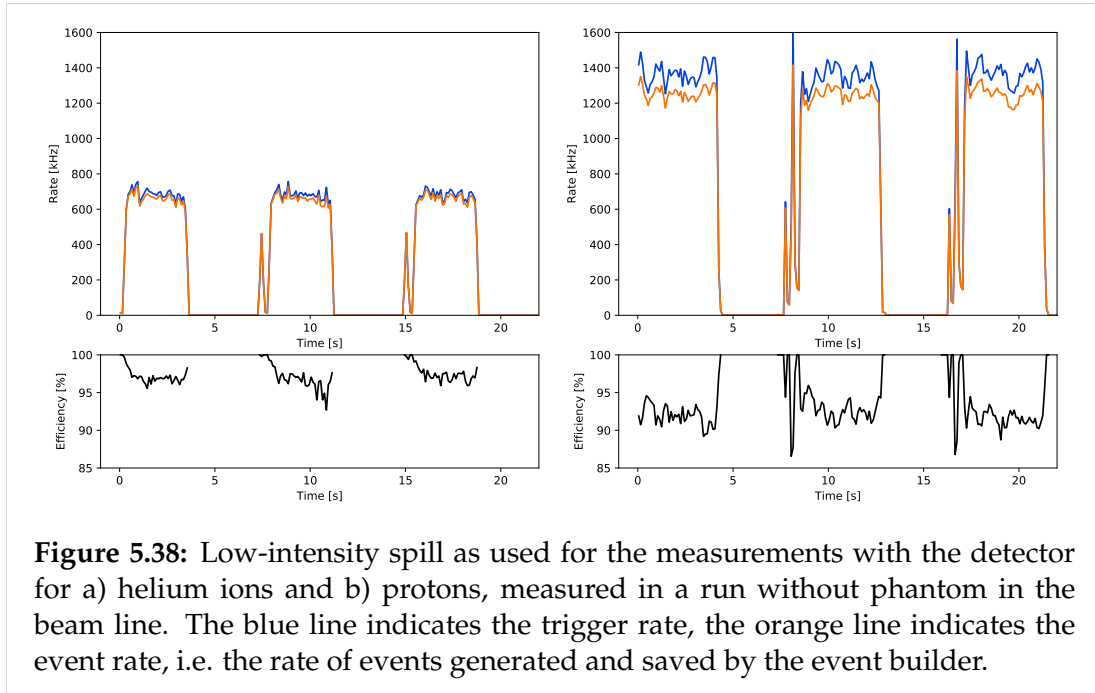 1600
1400
1200
1000
800
600
400
200
0
Rate [kHz]
0 5 10 15 20
Time [s]
100
95
90
85
Efficiency [%]
0 5 10 15 20
Time [s]
1600
1400
1200
1000
800
600
400
200
0
Rate [kHz]
0 5 10 15 20
Time [s]
100
95
90
85
Efficiency [%]
0 5 10 15 20
Time [s]
Figure 5.38: Low-intensity spill as used for the measurements with the detector
for a) helium ions and b) protons, measured in a run without phantom in the
beam line. The blue line indicates the trigger rate, the orange line indicates the
event rate, i.e. the rate of events generated and saved by the event builder.